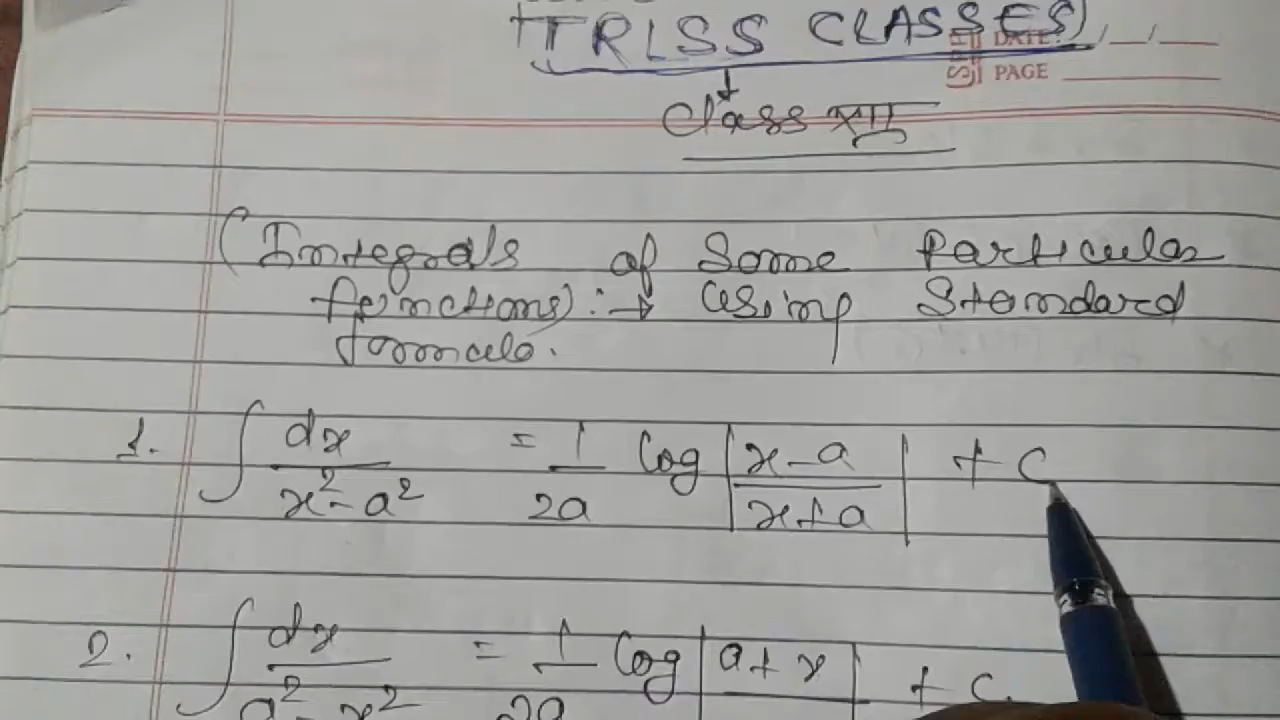 TRLSS CLASSES
DATE / /
PAGE
Class XII
(Integrals of Some Particular
functions) :→ Using Standard
formula.
1. ∫ dx / (x² - a²) = 1/2a log |(x - a)/(x + a)| + C
2. ∫ dx / (a² - x²) = 1/2a log |a + x| + C.